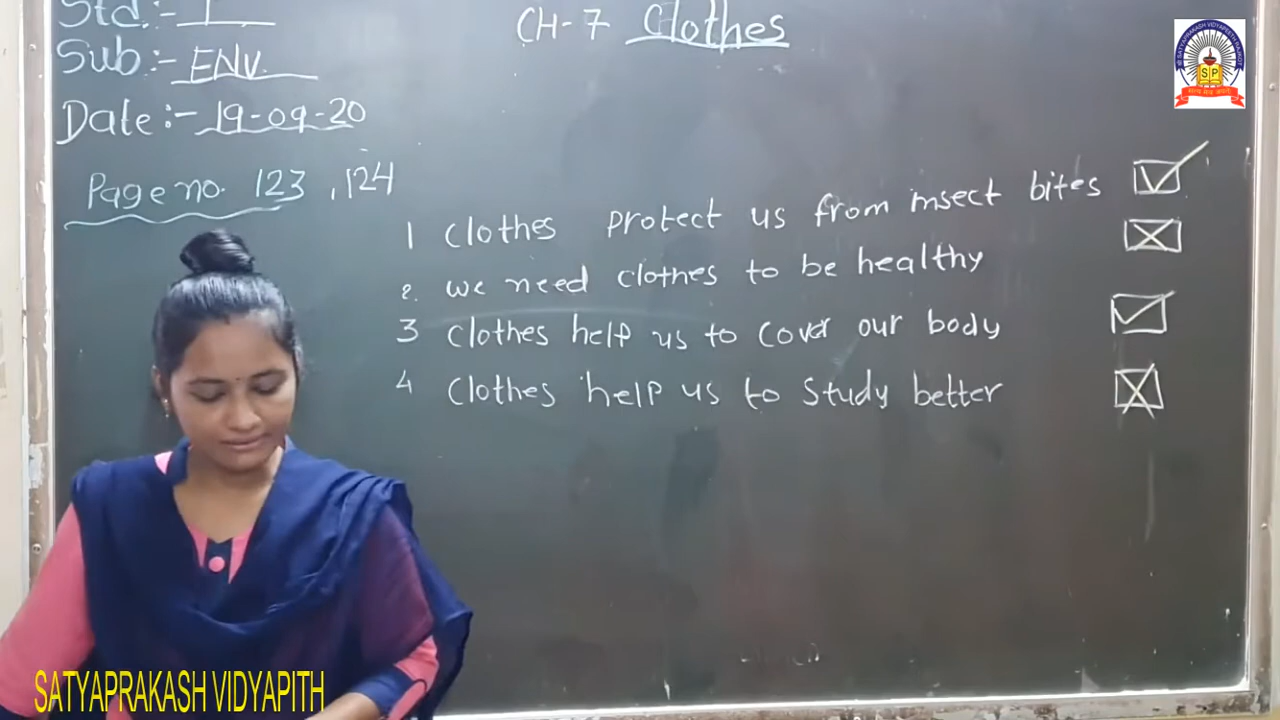 Std:- I
Sub:- ENV.
Date:- 19-09-20
Page no. 123, 124
CH-7 Clothes
1 Clothes protect us from insect bites
2. we need clothes to be healthy
3 Clothes help us to cover our body
4 Clothes help us to study better
SP
SATYAPRAKASH VIDYAPITH